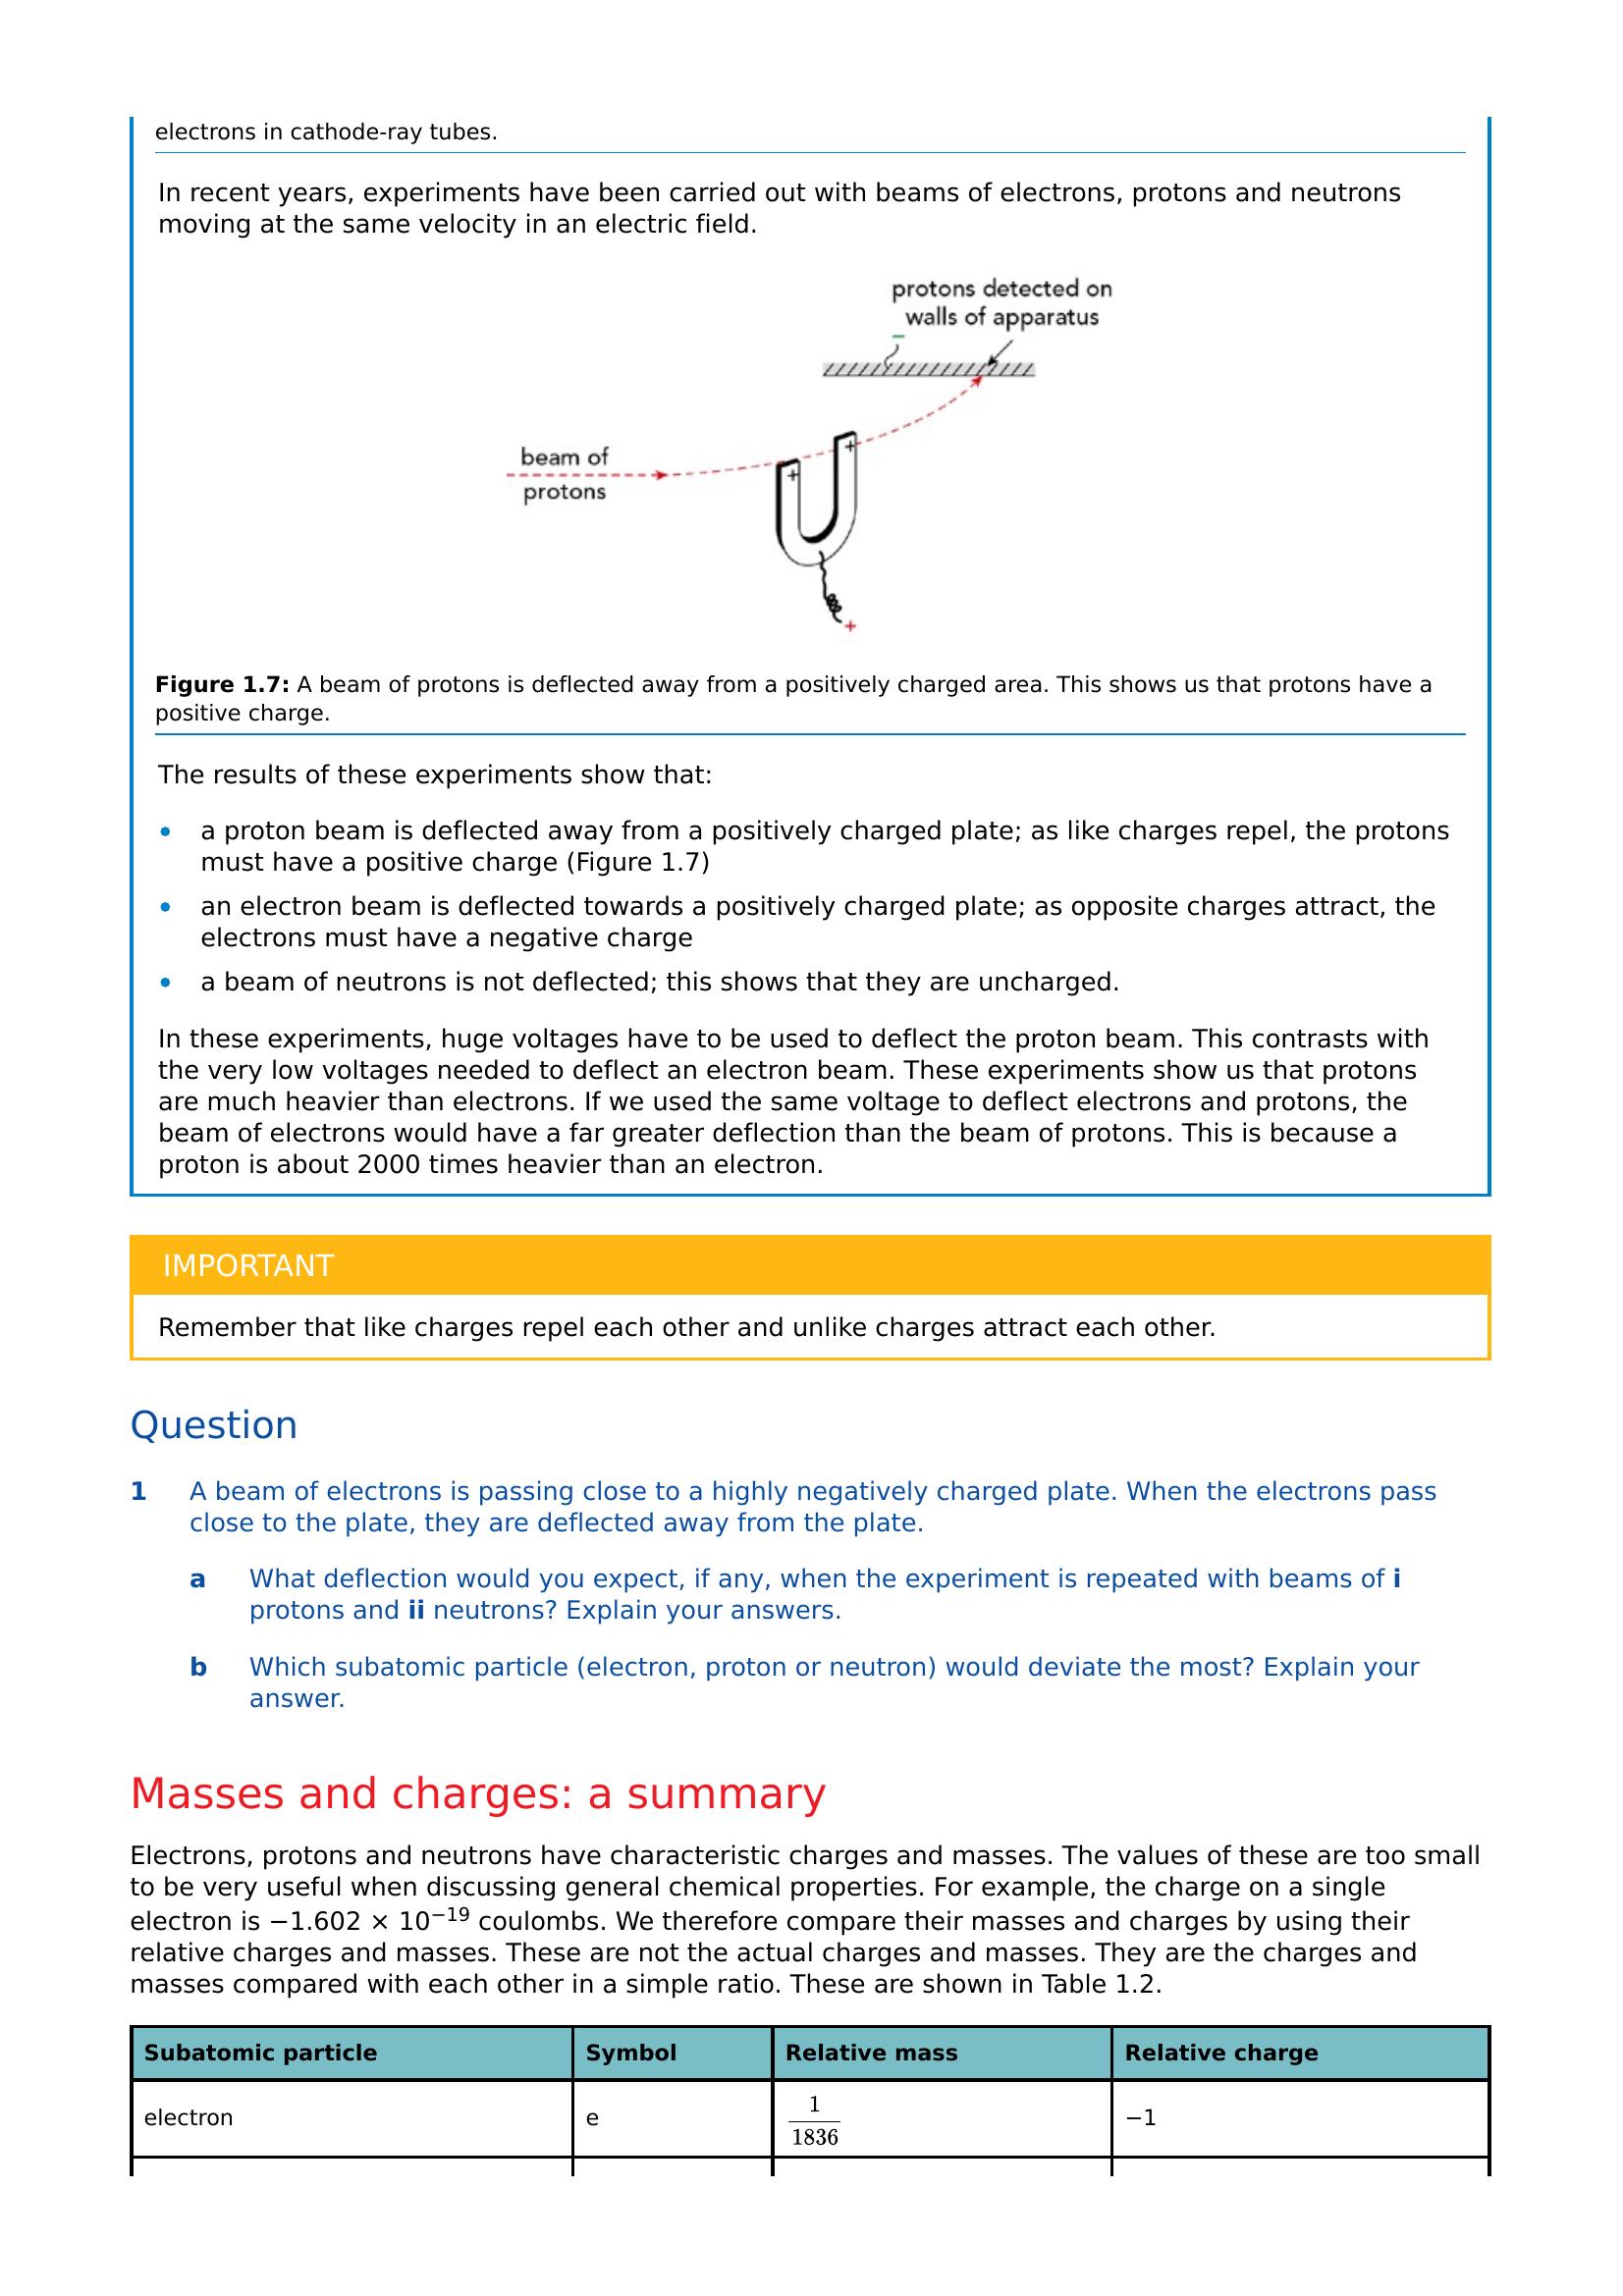 electrons in cathode-ray tubes.
In recent years, experiments have been carried out with beams of electrons, protons and neutrons
moving at the same velocity in an electric field.
protons detected on
walls of apparatus
−
beam of
protons
+
+
+
Figure 1.7: A beam of protons is deflected away from a positively charged area. This shows us that protons have a
positive charge.
The results of these experiments show that:
• a proton beam is deflected away from a positively charged plate; as like charges repel, the protons
must have a positive charge (Figure 1.7)
• an electron beam is deflected towards a positively charged plate; as opposite charges attract, the
electrons must have a negative charge
• a beam of neutrons is not deflected; this shows that they are uncharged.
In these experiments, huge voltages have to be used to deflect the proton beam. This contrasts with
the very low voltages needed to deflect an electron beam. These experiments show us that protons
are much heavier than electrons. If we used the same voltage to deflect electrons and protons, the
beam of electrons would have a far greater deflection than the beam of protons. This is because a
proton is about 2000 times heavier than an electron.
IMPORTANT
Remember that like charges repel each other and unlike charges attract each other.
Question
1 A beam of electrons is passing close to a highly negatively charged plate. When the electrons pass
close to the plate, they are deflected away from the plate.
a What deflection would you expect, if any, when the experiment is repeated with beams of i
protons and ii neutrons? Explain your answers.
b Which subatomic particle (electron, proton or neutron) would deviate the most? Explain your
answer.
Masses and charges: a summary
Electrons, protons and neutrons have characteristic charges and masses. The values of these are too small
to be very useful when discussing general chemical properties. For example, the charge on a single
electron is −1.602 × 10⁻¹⁹ coulombs. We therefore compare their masses and charges by using their
relative charges and masses. These are not the actual charges and masses. They are the charges and
masses compared with each other in a simple ratio. These are shown in Table 1.2.
Subatomic particle Symbol Relative mass Relative charge
electron e 1/1836 −1